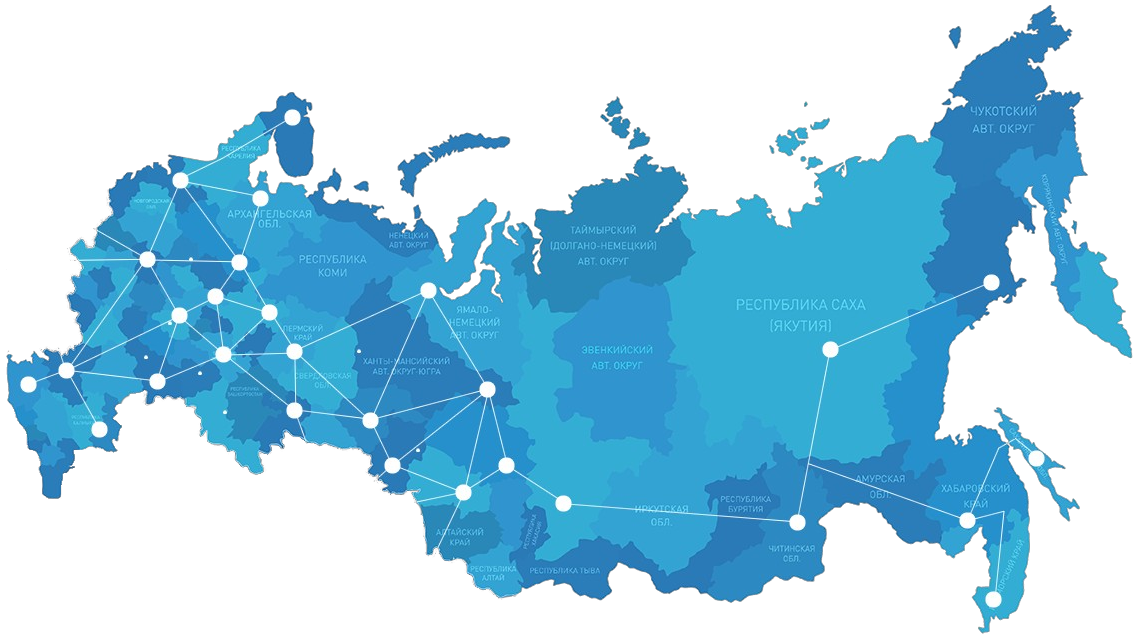 ЧУКОТСКИЙ
АВТ. ОКРУГ
РЕСПУБЛИКА
КАРЕЛИЯ
КОРЯКСКИЙ АВТ. ОКРУГ
НОВГОРОДСКАЯ
ОБЛ.
АРХАНГЕЛЬСКАЯ
ОБЛ.
НЕНЕЦКИЙ
АВТ. ОКРУГ
ТАЙМЫРСКИЙ
(ДОЛГАНО-НЕМЕЦКИЙ)
АВТ. ОКРУГ
РЕСПУБЛИКА
КОМИ
РЕСПУБЛИКА САХА
(ЯКУТИЯ)
ЯМАЛО-
НЕМЕЦКИЙ
АВТ. ОКРУГ
ПЕРМСКИЙ
КРАЙ
ЭВЕНКИЙСКИЙ
АВТ. ОКРУГ
ХАНТЫ-МАНСИЙСКИЙ
АВТ. ОКРУГ-ЮГРА
СВЕРДЛОВСКАЯ
ОБЛ.
РЕСПУБЛИКА
БАШКОРТОСТАН
РЕСПУБЛИКА
АМУРСКАЯ
ОБЛ.
ХАБАРОВСКИЙ
КРАЙ
РЕСПУБЛИКА
БУРЯТИЯ
ИРКУТСКАЯ
ОБЛ.
АЛТАЙСКИЙ
КРАЙ
РЕСПУБЛИКА
ХАКАСИЯ
ЧИТИНСКАЯ
ОБЛ.
РЕСПУБЛИКА
АЛТАЙ
РЕСПУБЛИКА ТЫВА
КРАЙ